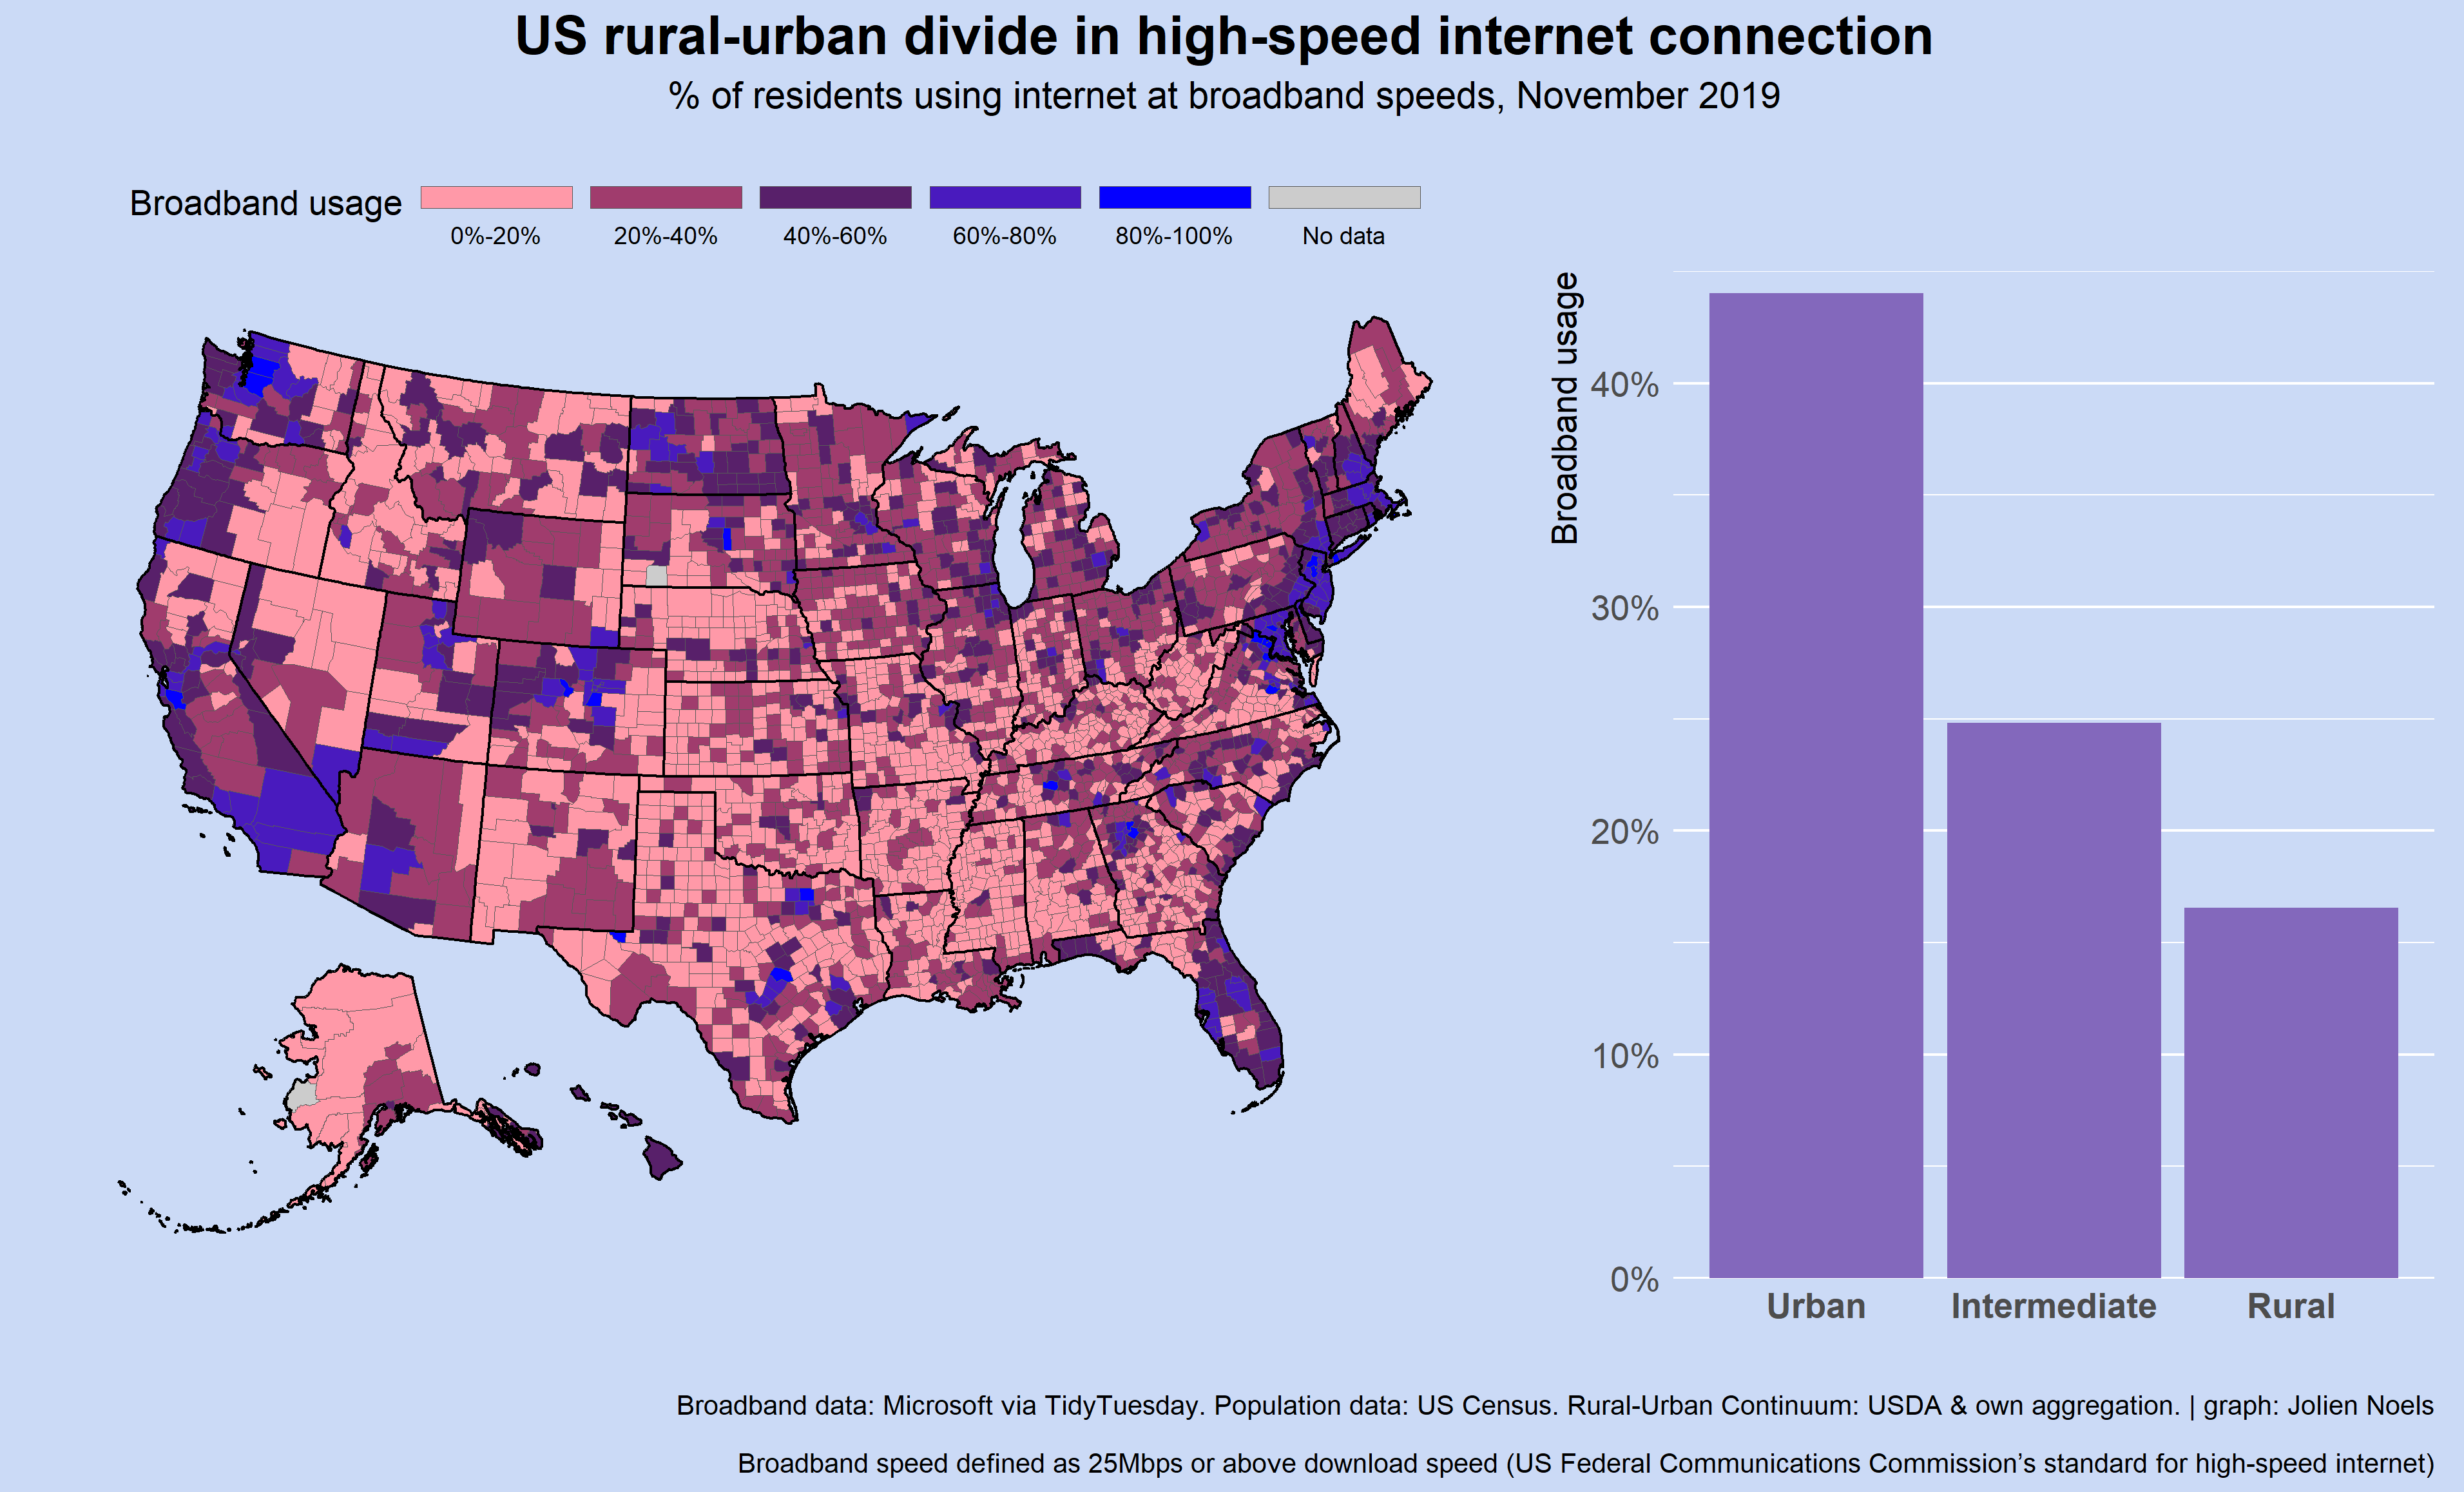 US rural-urban divide in high-speed internet connection
% of residents using internet at broadband speeds, November 2019
Broadband usage
0%-20%
20%-40%
40%-60%
60%-80%
80%-100%
No data
Broadband usage
40%
30%
20%
10%
0%
Urban
Intermediate
Rural
Broadband data: Microsoft via TidyTuesday. Population data: US Census. Rural-Urban Continuum: USDA & own aggregation. | graph: Jolien Noels
Broadband speed defined as 25Mbps or above download speed (US Federal Communications Commission’s standard for high-speed internet)